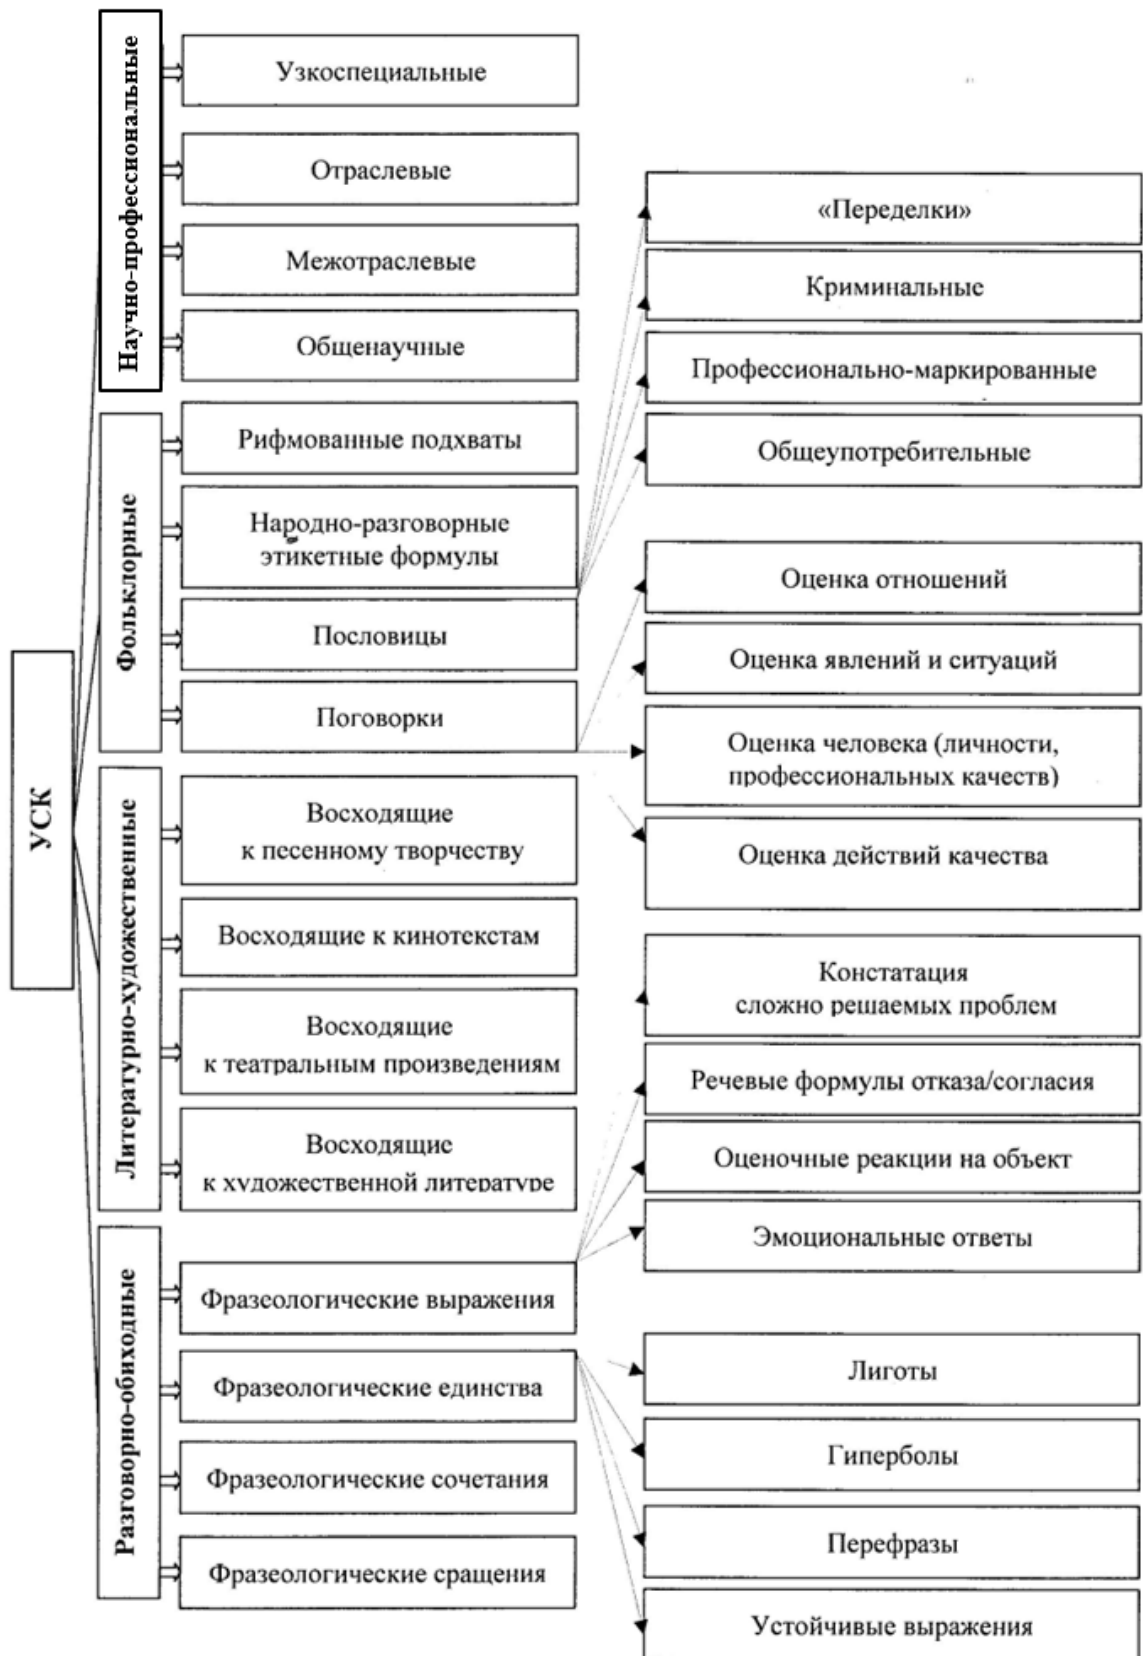 УСК
Научно-профессиональные
Узкоспециальные
Отраслевые
Межотраслевые
Общенаучные
Фольклорные
Рифмованные подхваты
Народно-разговорные
этикетные формулы
Пословицы
Поговорки
«Переделки»
Криминальные
Профессионально-маркированные
Общеупотребительные
Оценка отношений
Оценка явлений и ситуаций
Оценка человека (личности,
профессиональных качеств)
Оценка действий качества
Литературно-художественные
Восходящие
к песенному творчеству
Восходящие к кинотекстам
Восходящие
к театральным произведениям
Восходящие
к художественной литературе
Разговорно-обиходные
Фразеологические выражения
Фразеологические единства
Фразеологические сочетания
Фразеологические сращения
Констатация
сложно решаемых проблем
Речевые формулы отказа/согласия
Оценочные реакции на объект
Эмоциональные ответы
Лиготы
Гиперболы
Перефразы
Устойчивые выражения